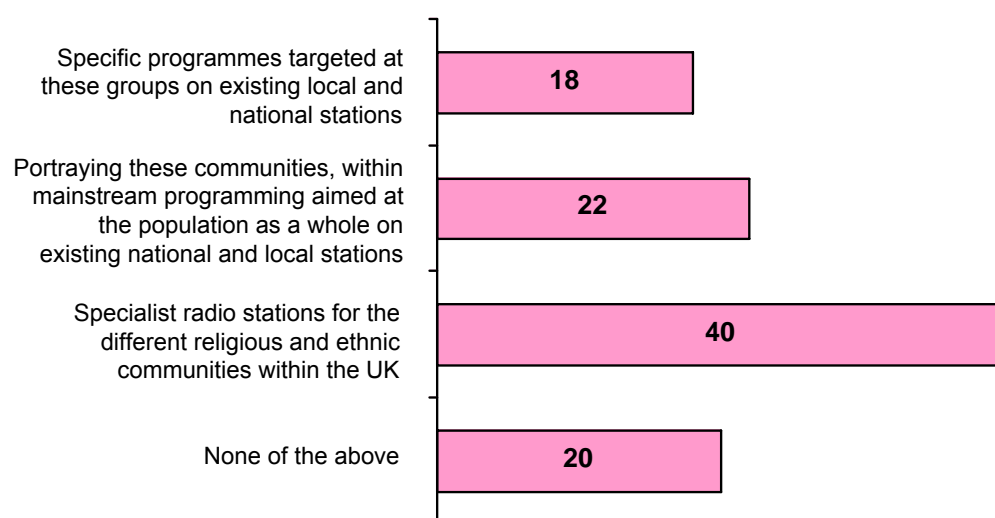 Specific programmes targeted at
these groups on existing local and
national stations
18
Portraying these communities, within
mainstream programming aimed at
the population as a whole on
existing national and local stations
22
Specialist radio stations for the
different religious and ethnic
communities within the UK
40
None of the above
20